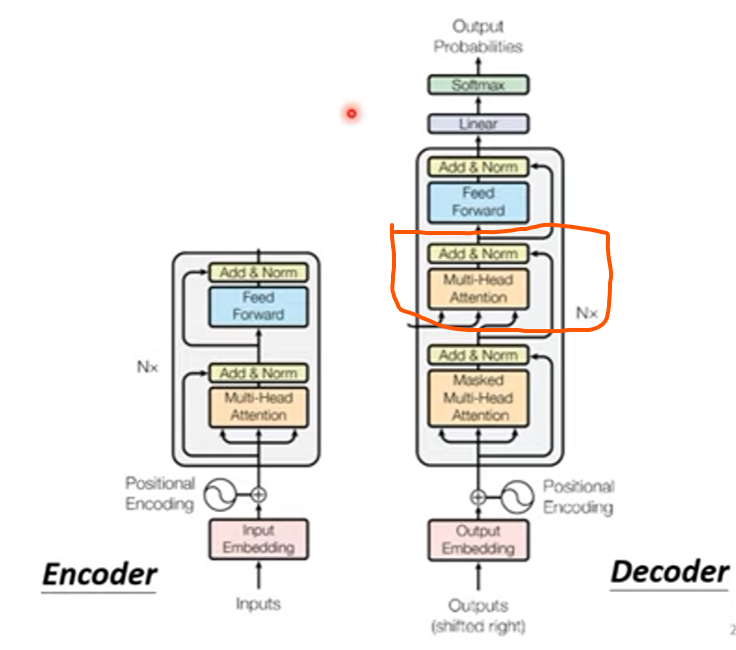 Output
Probabilities
Softmax
Linear
Add & Norm
Feed
Forward
Add & Norm
Multi-Head
Attention
Nx
Add & Norm
Masked
Multi-Head
Attention
Positional
Encoding
Output
Embedding
Outputs
(shifted right)
Decoder
Add & Norm
Feed
Forward
Nx
Add & Norm
Multi-Head
Attention
Positional
Encoding
Input
Embedding
Inputs
Encoder
2